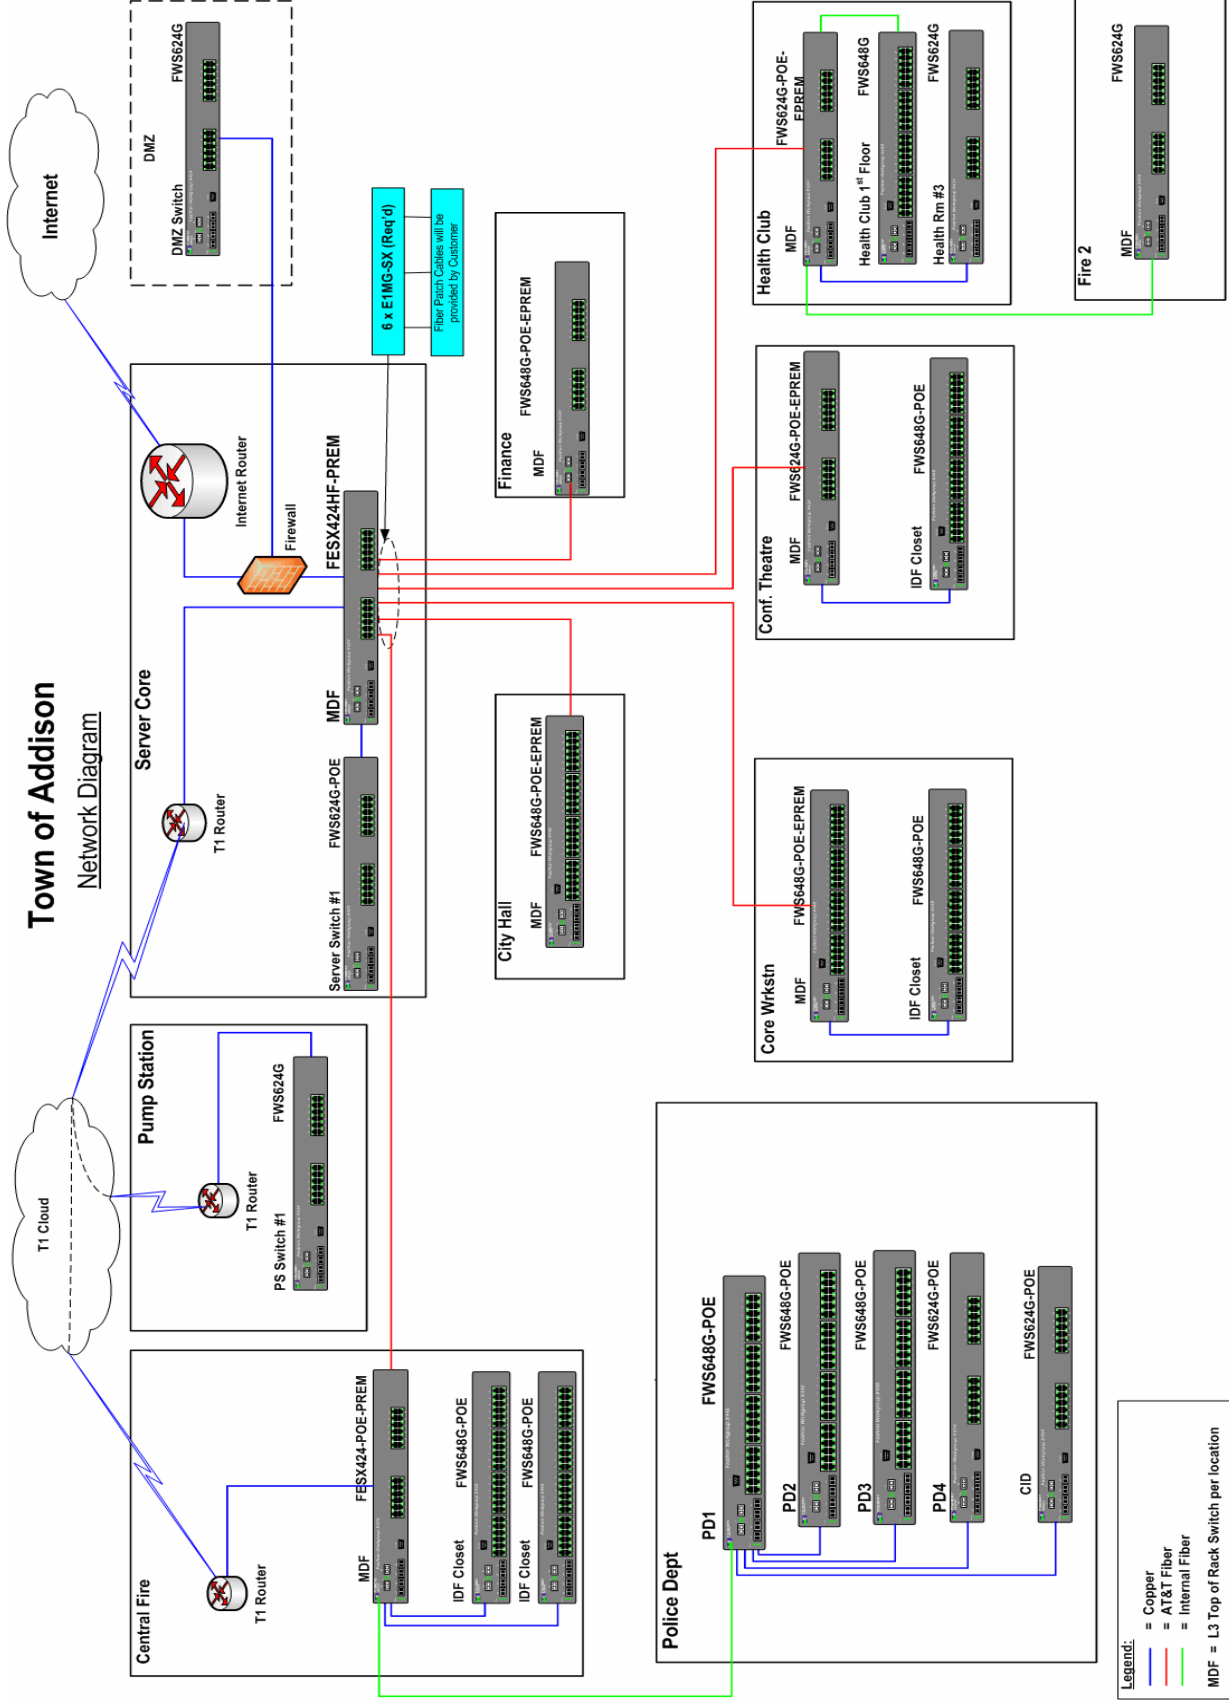 Town of Addison
Network Diagram
T1 Cloud
Internet
Central Fire
T1 Router
MDF
FESX424-POE-PREM
IDF Closet
FWS648G-POE
IDF Closet
FWS648G-POE
Pump Station
T1 Router
PS Switch #1
FWS624G
Server Core
T1 Router
Internet Router
Firewall
Server Switch #1
FWS624G-POE
MDF
FESX424HF-PREM
DMZ
DMZ Switch
FWS624G
6 x E1MG-SX (Req'd)
Fiber Patch Cables will be
provided by Customer
City Hall
MDF
FWS648G-POE-EPREM
Finance
MDF
FWS648G-POE-EPREM
Police Dept
PD1
FWS648G-POE
PD2
FWS648G-POE
PD3
FWS648G-POE
PD4
FWS624G-POE
CID
FWS624G-POE
Core Wrkstn
MDF
FWS648G-POE-EPREM
IDF Closet
FWS648G-POE
Conf. Theatre
MDF
FWS624G-POE-EPREM
IDF Closet
FWS648G-POE
Health Club
MDF
FWS624G-POE-
EPREM
Health Club 1st Floor
FWS648G
Health Rm #3
FWS624G
Fire 2
MDF
FWS624G
Legend:
= Copper
= AT&T Fiber
= Internal Fiber
MDF = L3 Top of Rack Switch per location